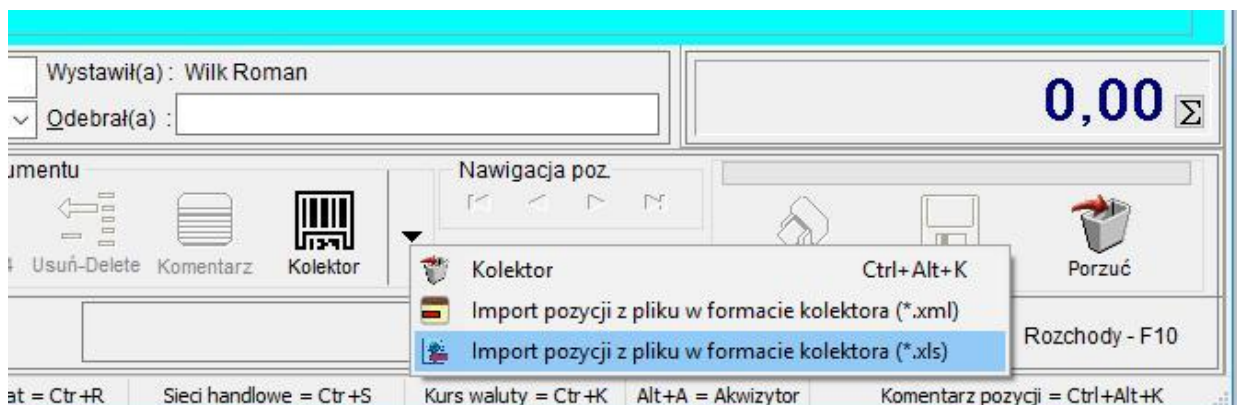 Wystawił(a) : Wilk Roman
0,00 Σ
Odebrał(a) :
umentu
Nawigacja poz.
Usuń-Delete Komentarz Kolektor
Porzuć
Kolektor Ctrl+Alt+K
Import pozycji z pliku w formacie kolektora (*.xml)
Import pozycji z pliku w formacie kolektora (*.xls)
Rozchody - F10
at = Ctr+R Sieci handlowe = Ctr+S Kurs waluty = Ctr+K Alt+A = Akwizytor Komentarz pozycji = Ctrl+Alt+K